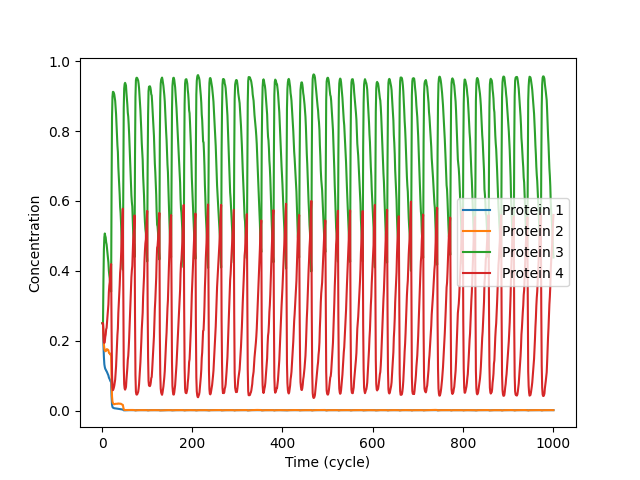 1.0
0.8
0.6
0.4
0.2
0.0
Concentration
0
200
400
600
800
1000
Time (cycle)
Protein 1
Protein 2
Protein 3
Protein 4